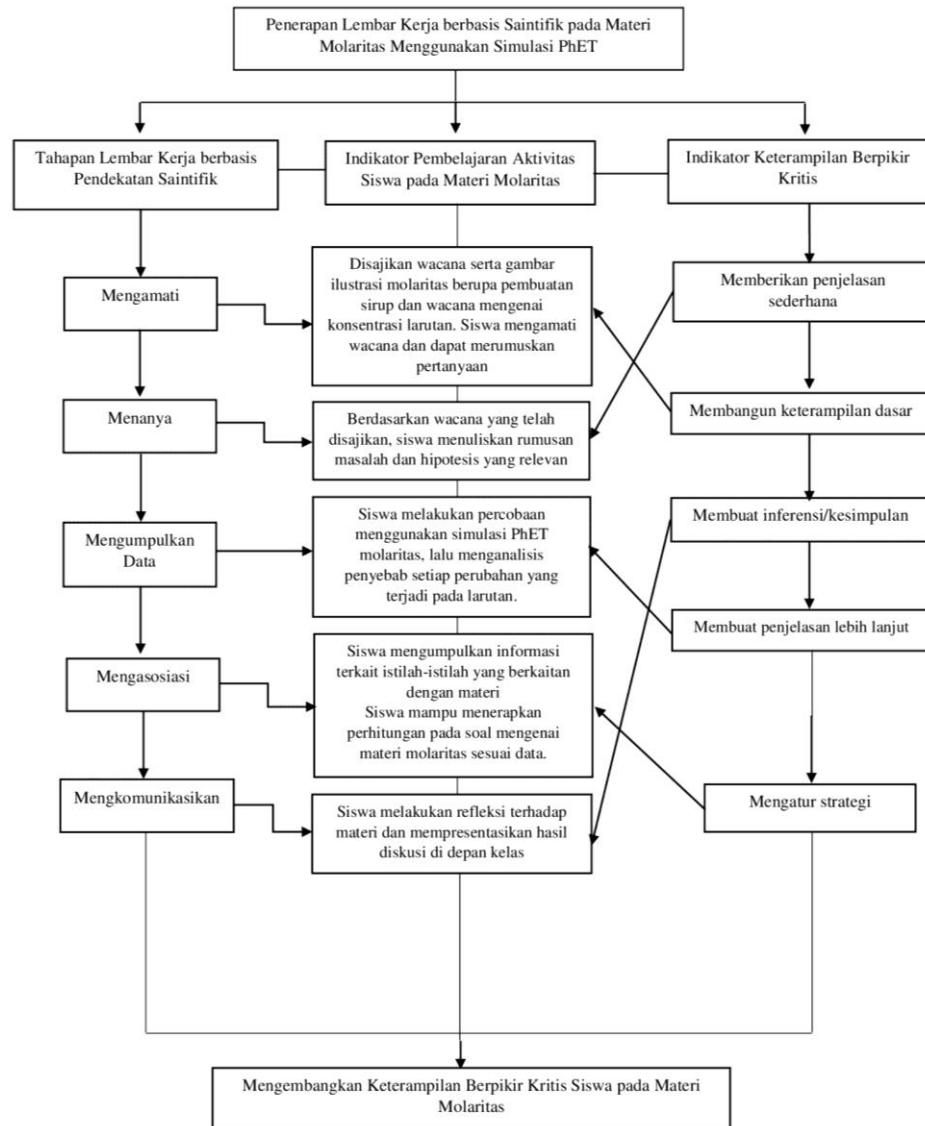 Penerapan Lembar Kerja berbasis Saintifik pada Materi
Molaritas Menggunakan Simulasi PhET
Tahapan Lembar Kerja berbasis
Pendekatan Saintifik
Indikator Pembelajaran Aktivitas
Siswa pada Materi Molaritas
Indikator Keterampilan Berpikir
Kritis
Mengamati
Disajikan wacana serta gambar
ilustrasi molaritas berupa pembuatan
sirup dan wacana mengenai
konsentrasi larutan. Siswa mengamati
wacana dan dapat merumuskan
pertanyaan
Memberikan penjelasan
sederhana
Menanya
Berdasarkan wacana yang telah
disajikan, siswa menuliskan rumusan
masalah dan hipotesis yang relevan
Membangun keterampilan dasar
Mengumpulkan
Data
Siswa melakukan percobaan
menggunakan simulasi PhET
molaritas, lalu menganalisis
penyebab setiap perubahan yang
terjadi pada larutan.
Membuat inferensi/kesimpulan
Membuat penjelasan lebih lanjut
Mengasosiasi
Siswa mengumpulkan informasi
terkait istilah-istilah yang berkaitan
dengan materi
Siswa mampu menerapkan
perhitungan pada soal mengenai
materi molaritas sesuai data.
Mengkomunikasikan
Siswa melakukan refleksi terhadap
materi dan mempresentasikan hasil
diskusi di depan kelas
Mengatur strategi
Mengembangkan Keterampilan Berpikir Kritis Siswa pada Materi
Molaritas